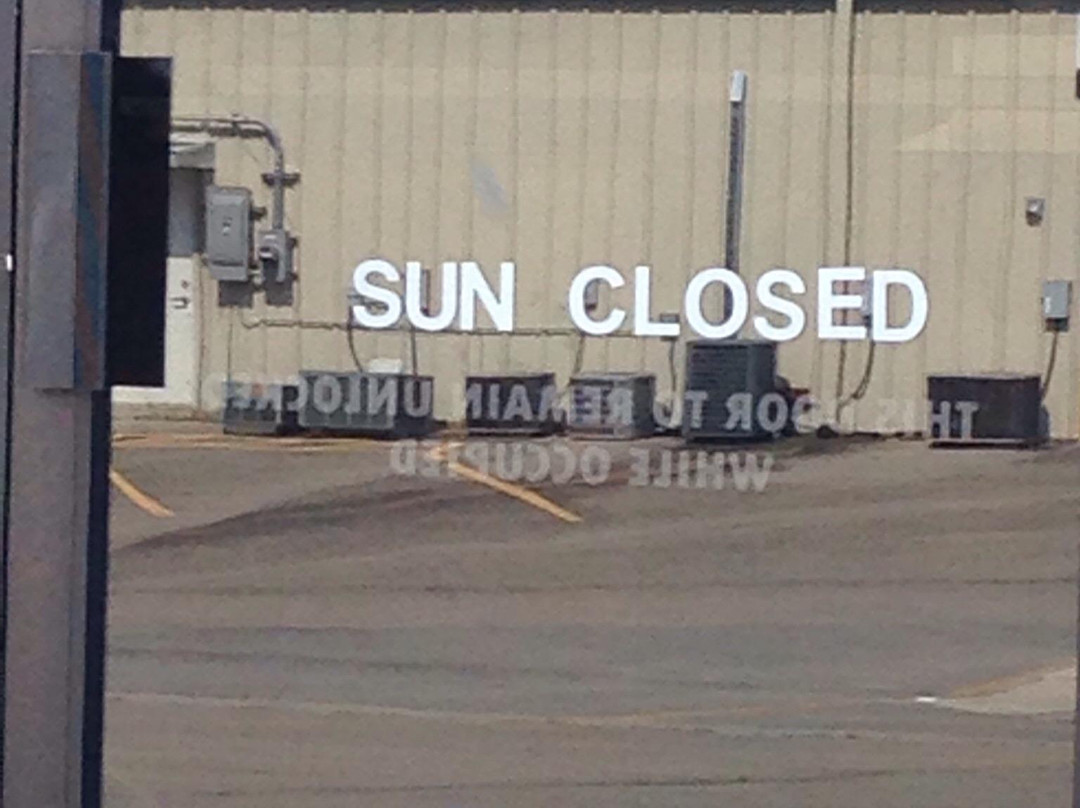 SUN CLOSED
THIS DOOR TO REMAIN UNLOCKED
WHILE OCCUPIED